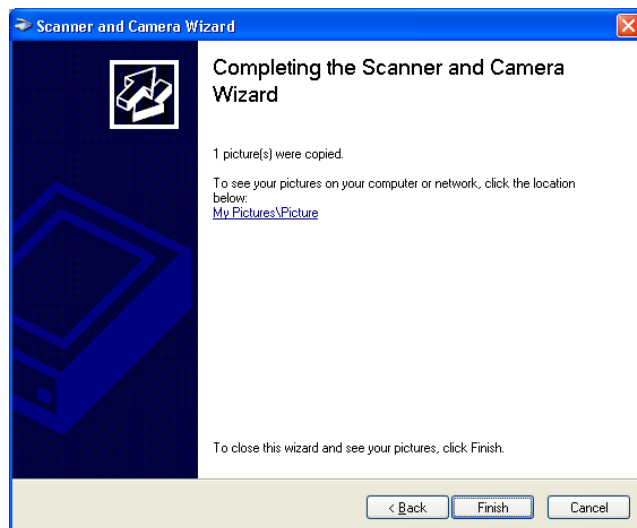 Scanner and Camera Wizard
Completing the Scanner and Camera
Wizard
1 picture(s) were copied.
To see your pictures on your computer or network, click the location
below:
My Pictures\Picture
To close this wizard and see your pictures, click Finish.
< Back Finish Cancel